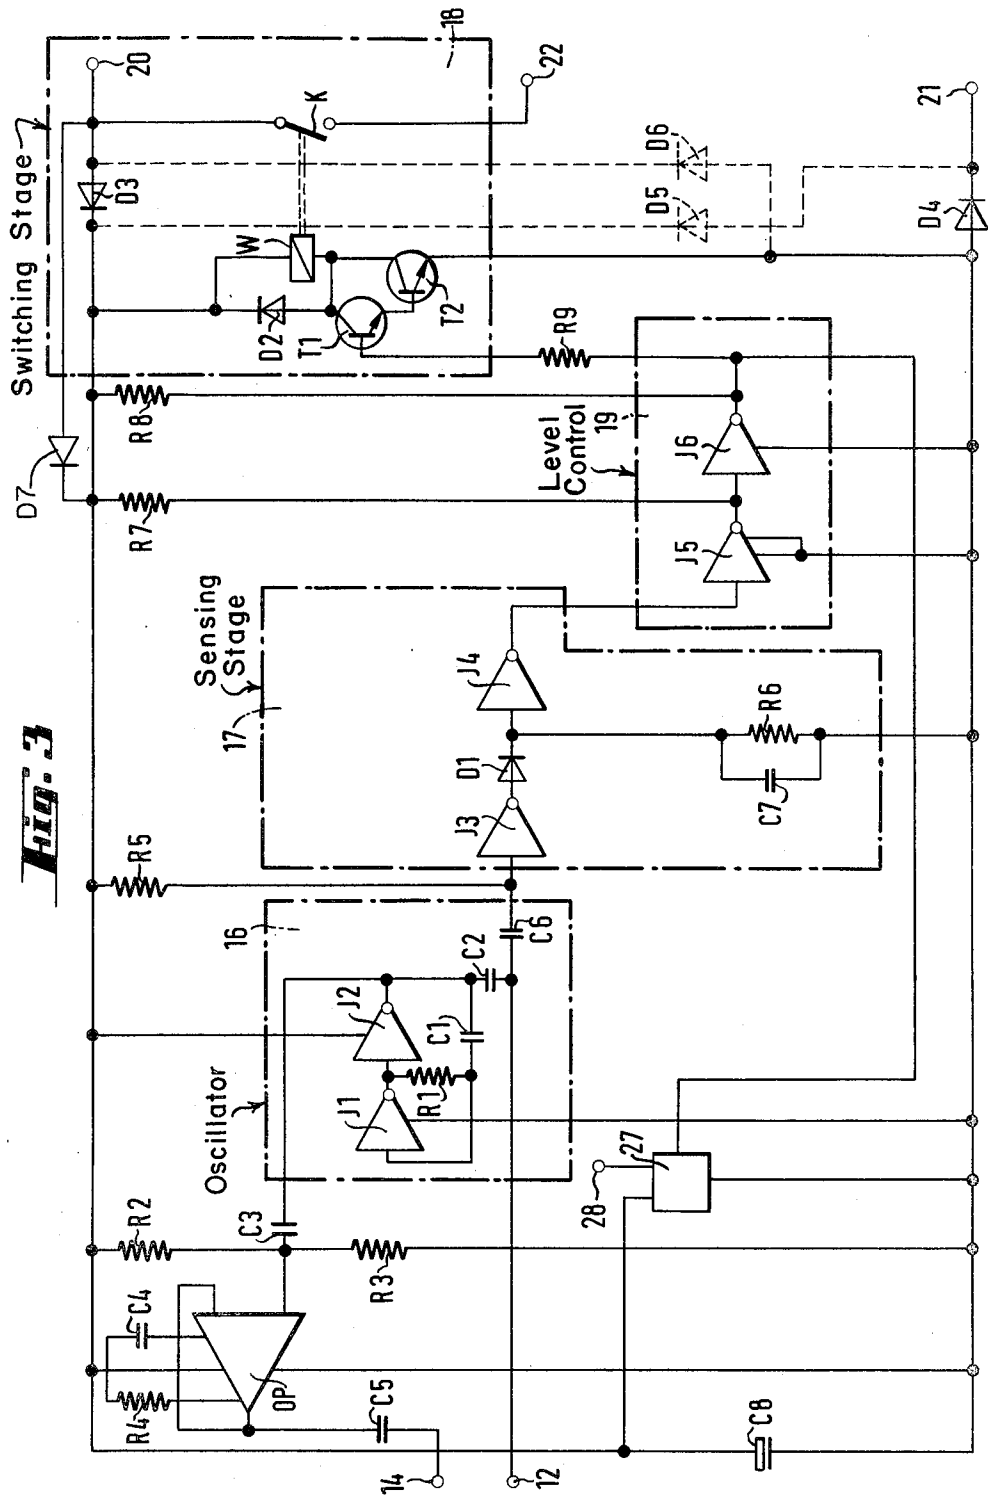 Fig. 3
Switching Stage
18
20
22
21
D7
D3
K
W
D2
T1
T2
D5
D6
D4
R8
R7
R9
Level
Control
19
J6
J5
Sensing
Stage
17
J4
D1
J3
R6
C7
R5
16
Oscillator
J2
J1
R1
C1
C2
C6
R2
C3
R3
C4
R4
OP
C5
14
12
28
27
C8